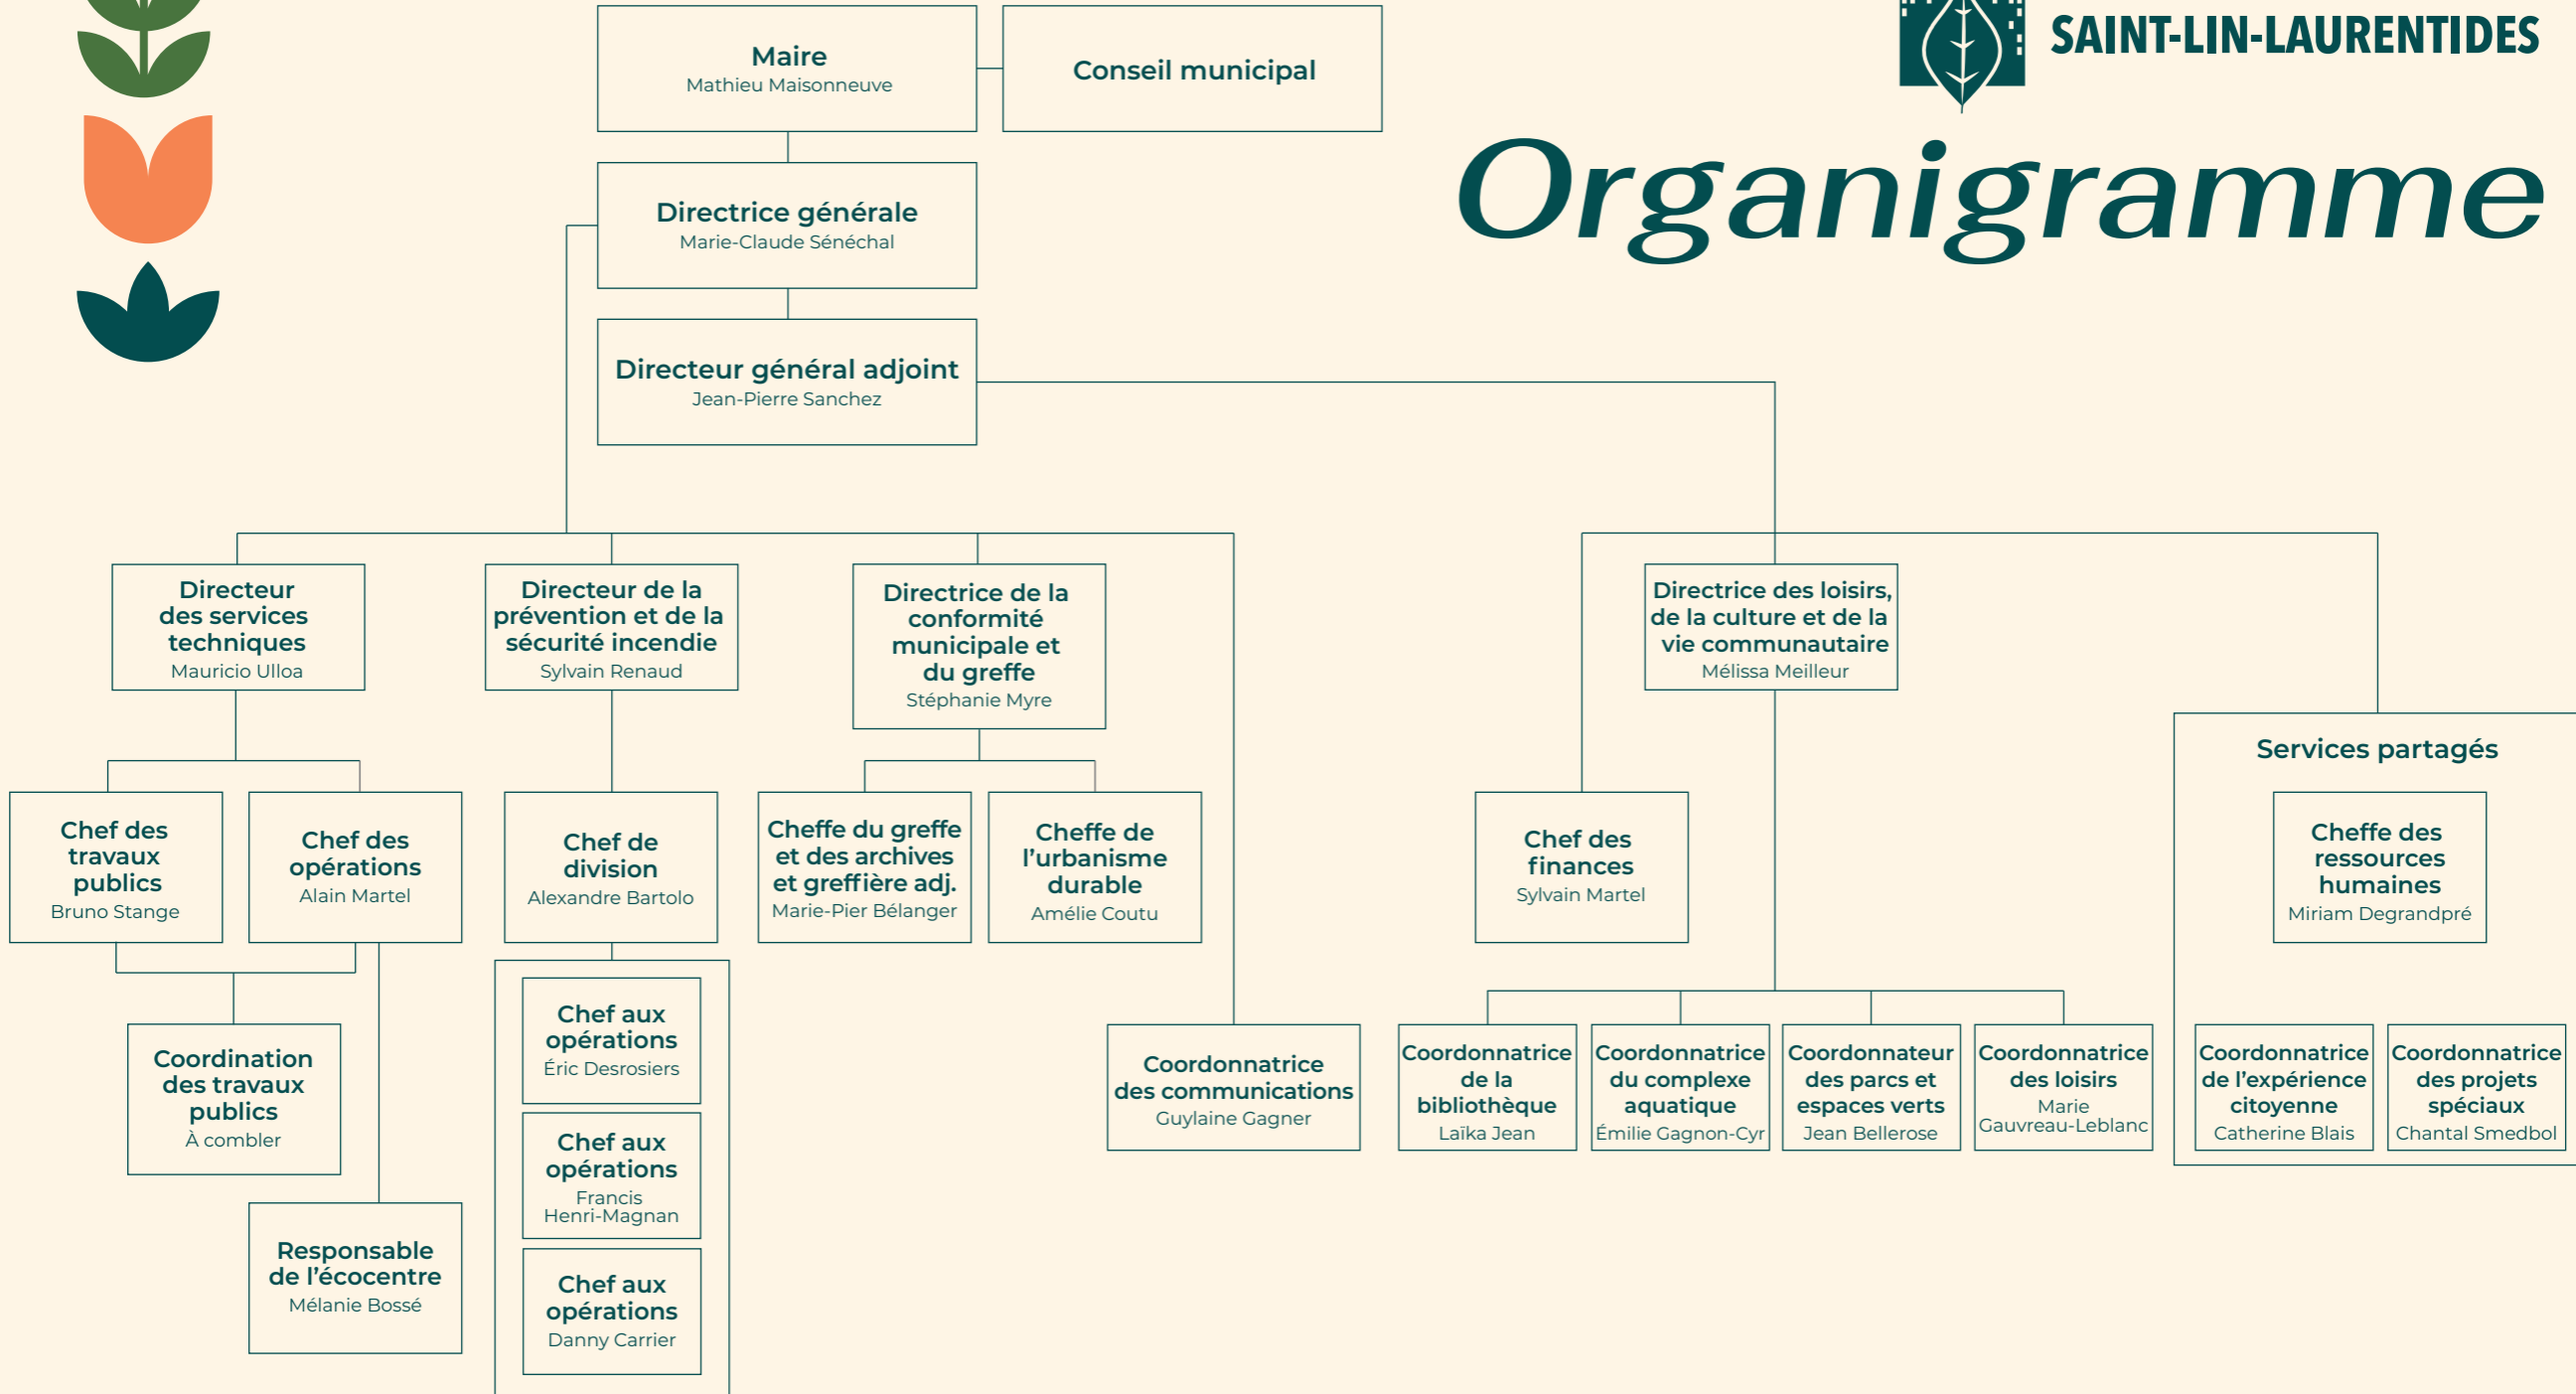 SAINT-LIN-LAURENTIDES
Organigramme
Maire
Mathieu Maisonneuve
Conseil municipal
Directrice générale
Marie-Claude Sénéchal
Directeur général adjoint
Jean-Pierre Sanchez
Directeur
des services
techniques
Mauricio Ulloa
Directeur de la
prévention et de la
sécurité incendie
Sylvain Renaud
Directrice de la
conformité
municipale et
du greffe
Stéphanie Myre
Directrice des loisirs,
de la culture et de la
vie communautaire
Mélissa Meilleur
Services partagés
Chef des
travaux
publics
Bruno Stange
Chef des
opérations
Alain Martel
Chef de
division
Alexandre Bartolo
Cheffe du greffe
et des archives
et greffière adj.
Marie-Pier Bélanger
Cheffe de
l'urbanisme
durable
Amélie Coutu
Chef des
finances
Sylvain Martel
Cheffe des
ressources
humaines
Miriam Degrandpré
Coordination
des travaux
publics
À combler
Responsable
de l'écocentre
Mélanie Bossé
Chef aux
opérations
Éric Desrosiers
Chef aux
opérations
Francis
Henri-Magnan
Chef aux
opérations
Danny Carrier
Coordonnatrice
des communications
Guylaine Gagner
Coordonnatrice
de la
bibliothèque
Laïka Jean
Coordonnatrice
du complexe
aquatique
Émilie Gagnon-Cyr
Coordonnateur
des parcs et
espaces verts
Jean Bellerose
Coordonnatrice
des loisirs
Marie
Gauvreau-Leblanc
Coordonnatrice
de l'expérience
citoyenne
Catherine Blais
Coordonnatrice
des projets
spéciaux
Chantal Smedbol